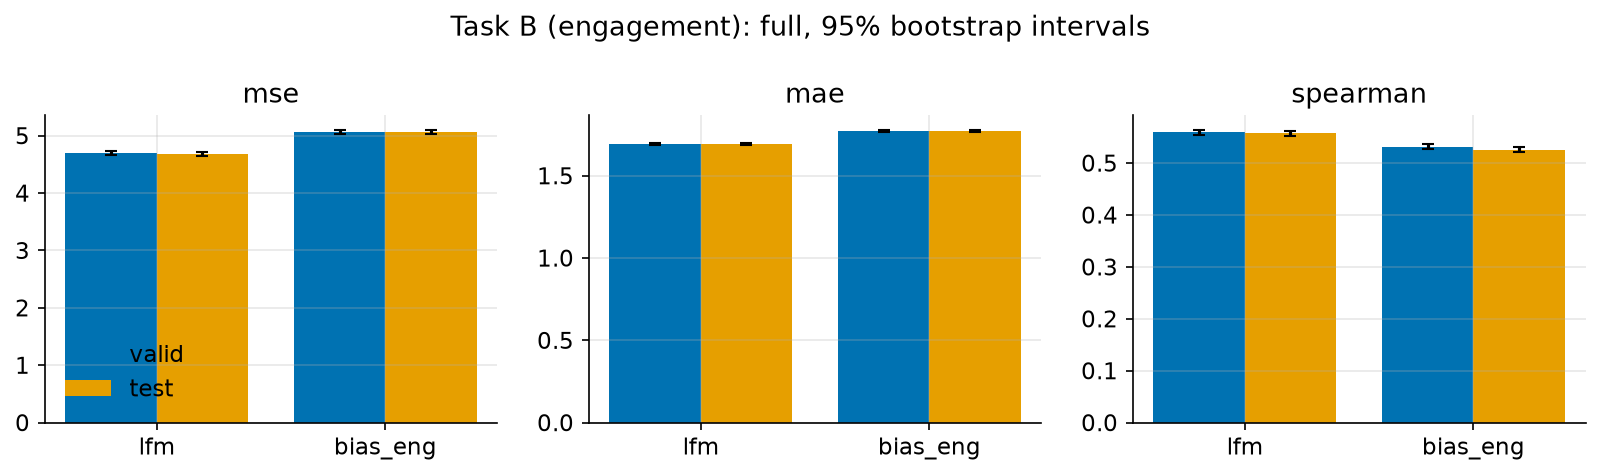 Task B (engagement): full, 95% bootstrap intervals
mse
5
4
3
2
1
0
valid
test
lfm bias_eng
mae
1.5
1.0
0.5
0.0
lfm bias_eng
spearman
0.5
0.4
0.3
0.2
0.1
0.0
lfm bias_eng